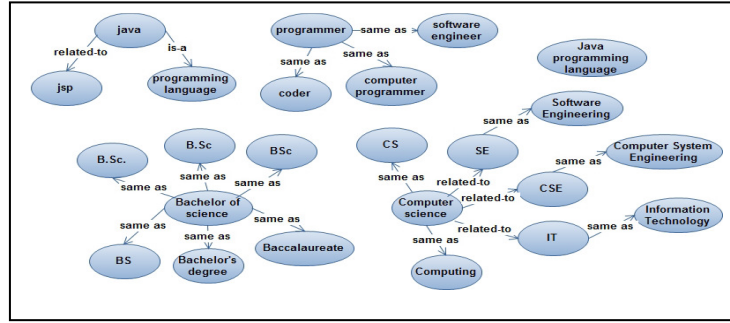 java
programmer
same as
software
engineer
related-to
is-a
same as
same as
Java
programming
language
jsp
programming
language
coder
computer
programmer
Software
Engineering
same as
B.Sc.
B.Sc
BSc
CS
SE
Computer System
Engineering
same as
same as
same as
same as
same as
related-to
CSE
Bachelor of
science
Computer
science
related-to
Information
Technology
same as
same as
same as
same as
related-to
same as
BS
Bachelor's
degree
Baccalaureate
IT
Computing